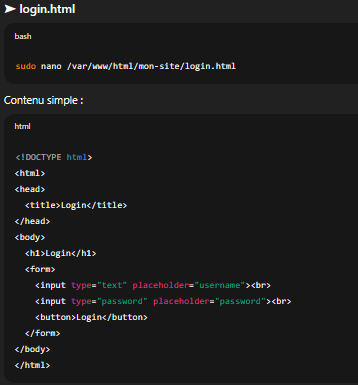 ➤ login.html
bash
sudo nano /var/www/html/mon-site/login.html
Contenu simple :
html
<!DOCTYPE html>
<html>
<head>
  <title>Login</title>
</head>
<body>
  <h1>Login</h1>
  <form>
    <input type="text" placeholder="username"><br>
    <input type="password" placeholder="password"><br>
    <button>Login</button>
  </form>
</body>
</html>